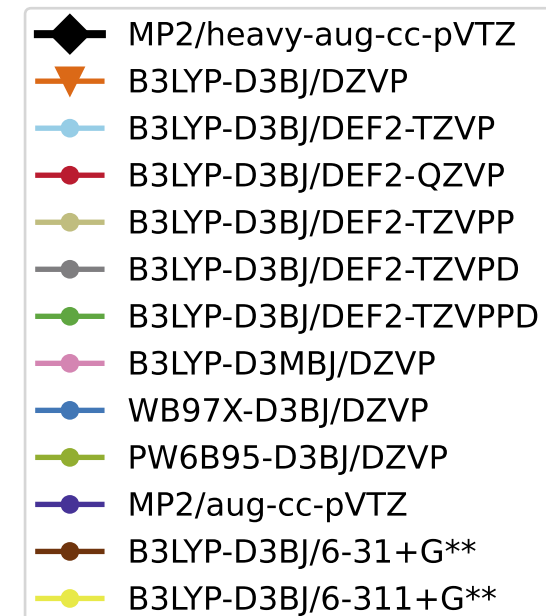 MP2/heavy-aug-cc-pVTZ
B3LYP-D3BJ/DZVP
B3LYP-D3BJ/DEF2-TZVP
B3LYP-D3BJ/DEF2-QZVP
B3LYP-D3BJ/DEF2-TZVPP
B3LYP-D3BJ/DEF2-TZVPD
B3LYP-D3BJ/DEF2-TZVPPD
B3LYP-D3MBJ/DZVP
WB97X-D3BJ/DZVP
PW6B95-D3BJ/DZVP
MP2/aug-cc-pVTZ
B3LYP-D3BJ/6-31+G**
B3LYP-D3BJ/6-311+G**